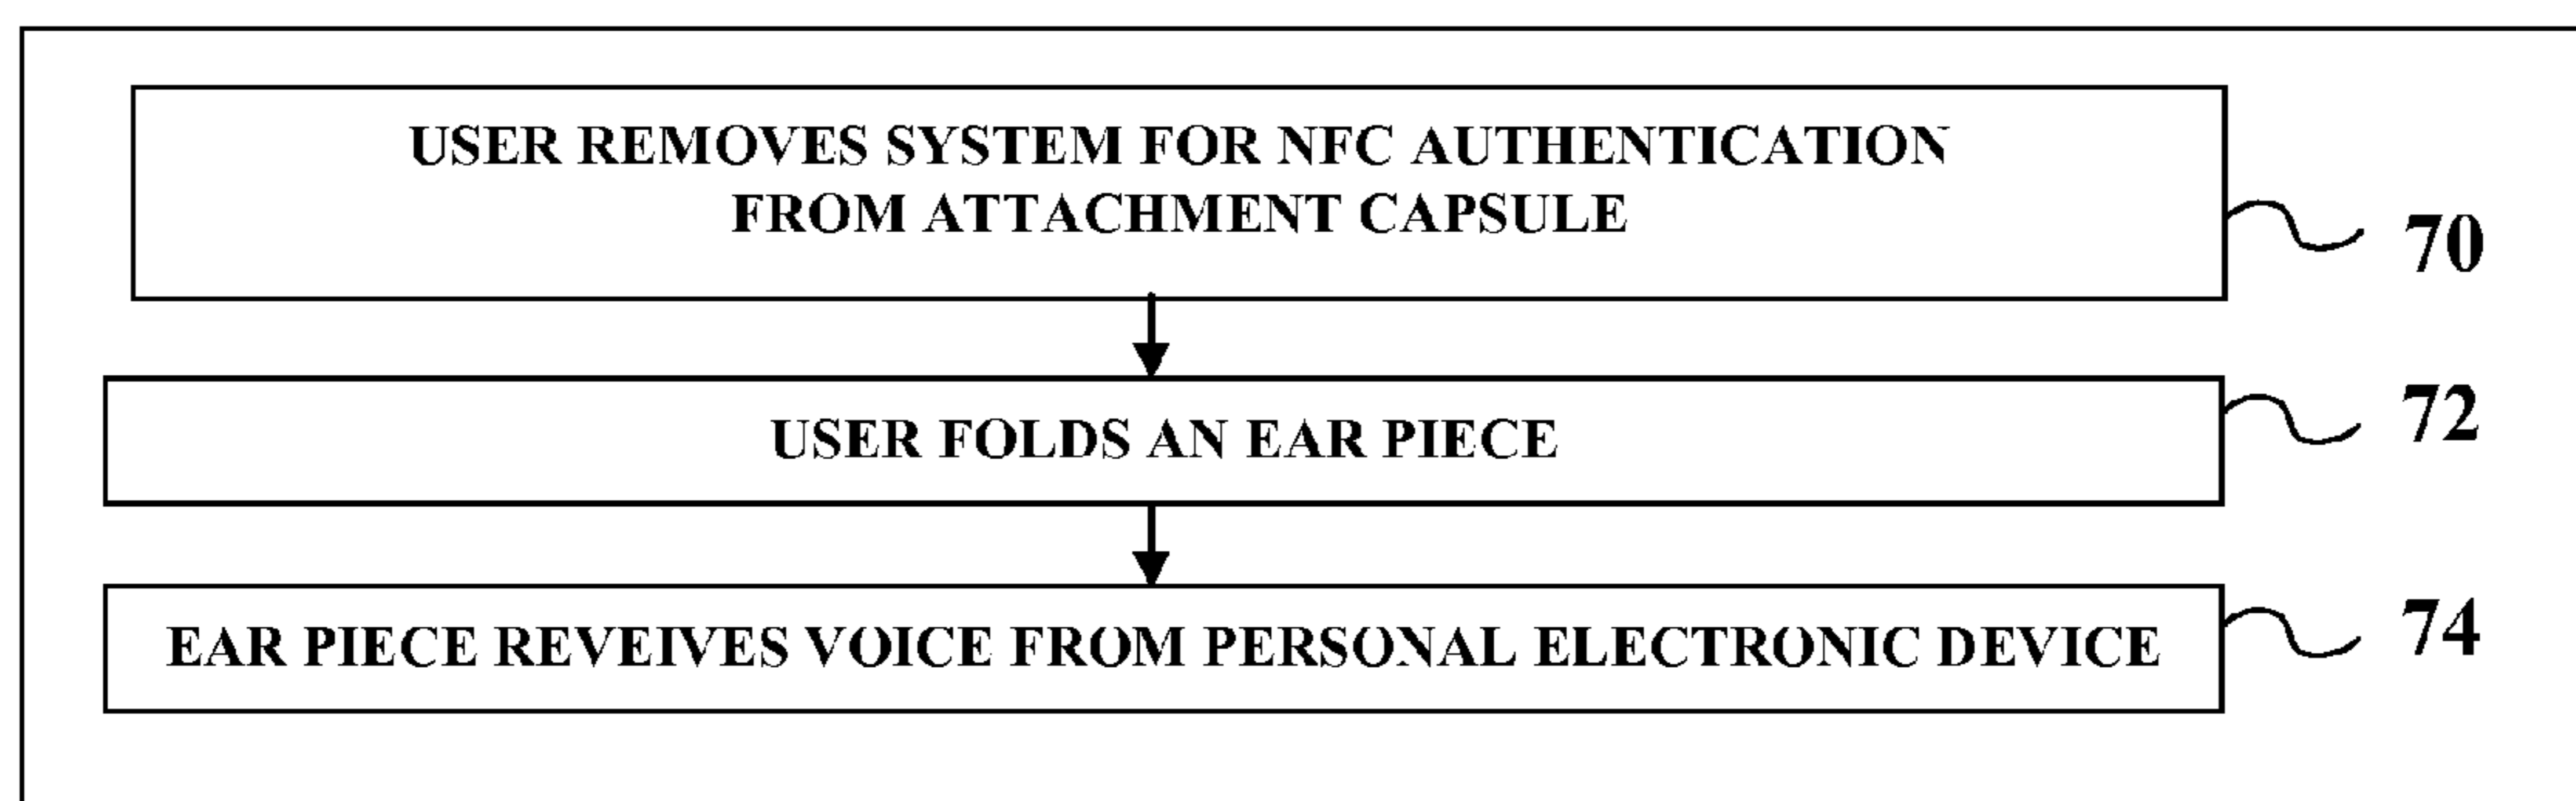 USER REMOVES SYSTEM FOR NFC AUTHENTICATION
FROM ATTACHMENT CAPSULE
70
USER FOLDS AN EAR PIECE
72
EAR PIECE REVEIVES VOICE FROM PERSONAL ELECTRONIC DEVICE
74